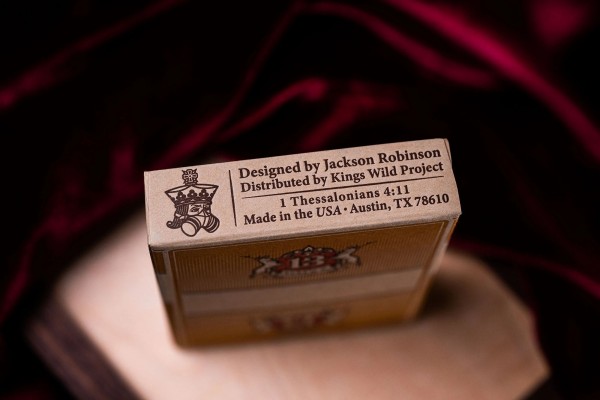 Designed by Jackson Robinson
Distributed by Kings Wild Project
1 Thessalonians 4:11
Made in the USA · Austin, TX 78610